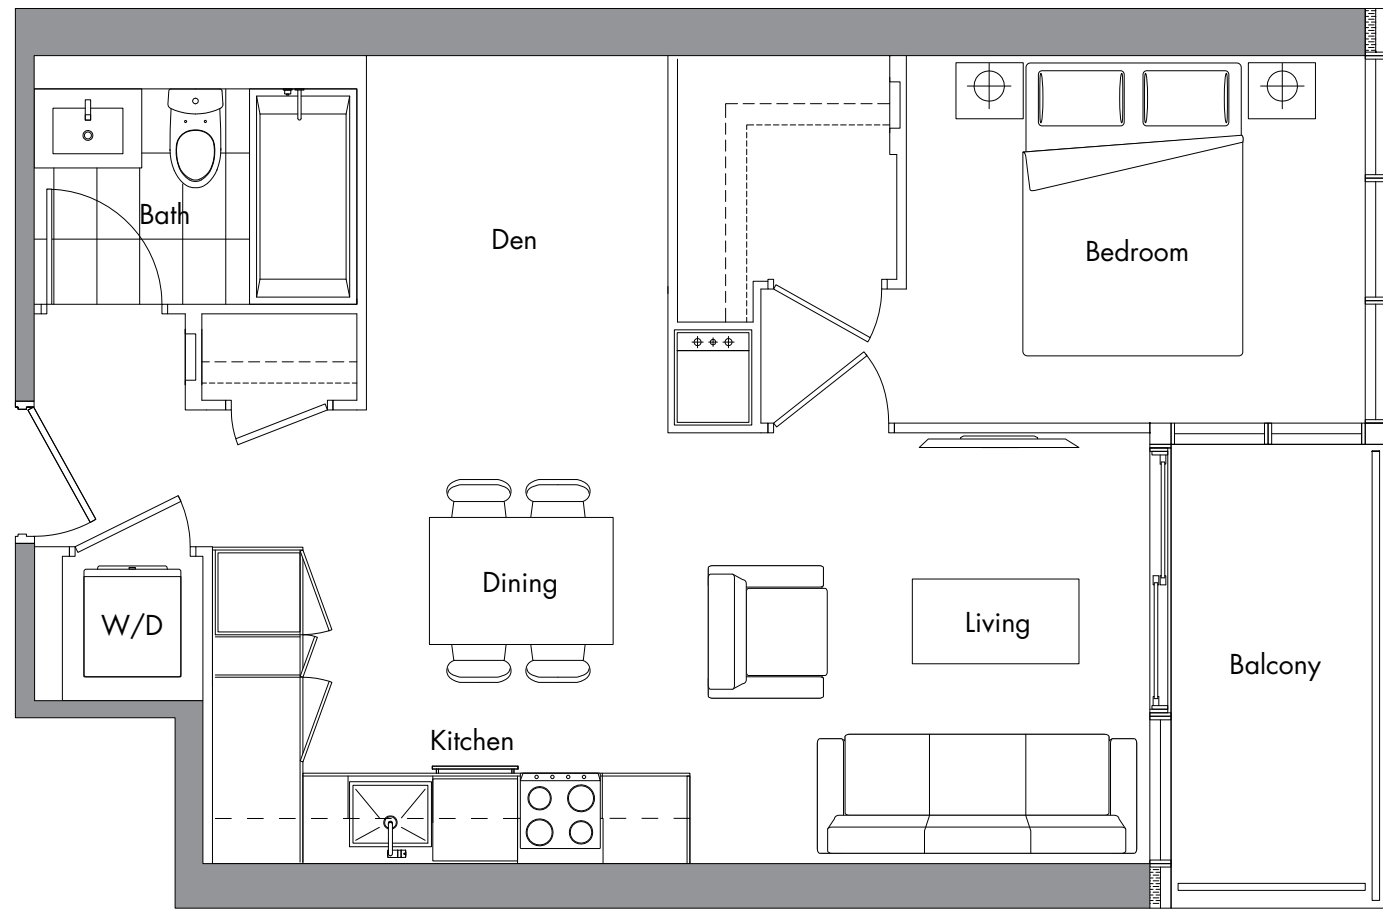 Bath
Den
Bedroom
Dining
W/D
Living
Balcony
Kitchen